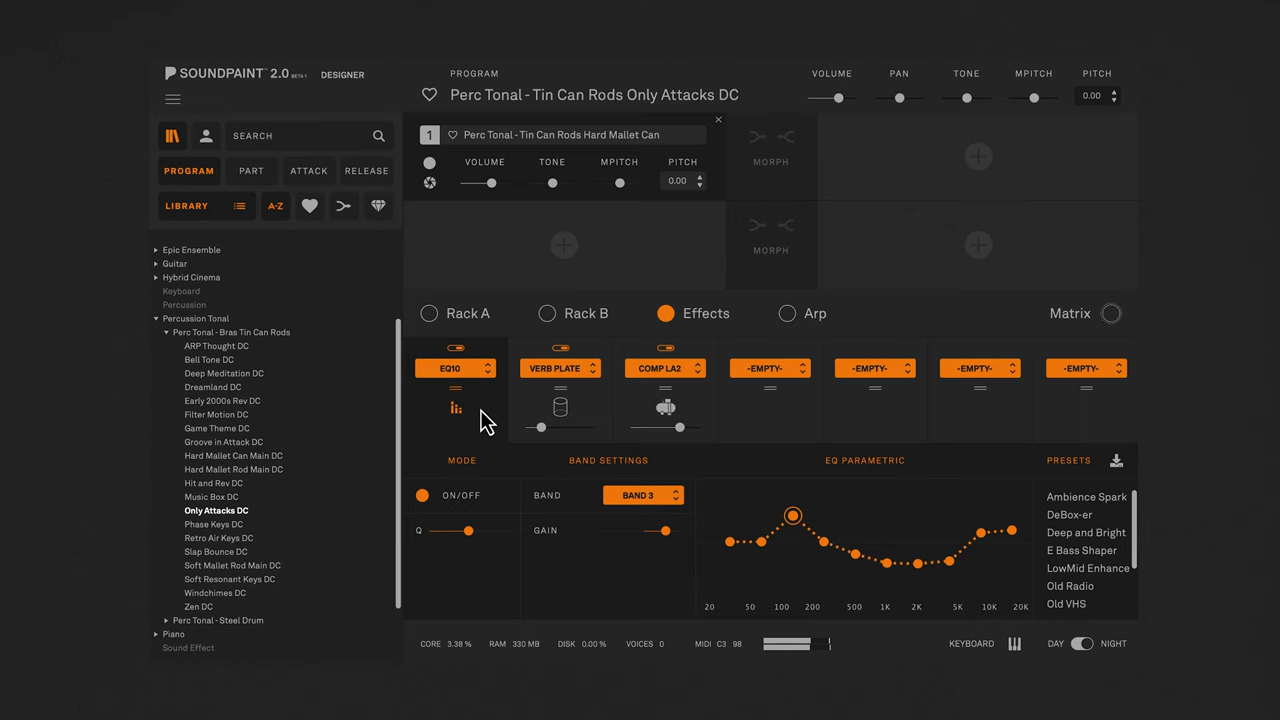 SOUNDPAINT™ 2.0 BETA 1 DESIGNER
PROGRAM
Perc Tonal - Tin Can Rods Only Attacks DC
VOLUME PAN TONE MPITCH PITCH
0.00
SEARCH
PROGRAM PART ATTACK RELEASE
LIBRARY A-Z
Epic Ensemble
Guitar
Hybrid Cinema
Keyboard
Percussion
Percussion Tonal
Perc Tonal - Bras Tin Can Rods
ARP Thought DC
Bell Tone DC
Deep Meditation DC
Dreamland DC
Early 2000s Rev DC
Filter Motion DC
Game Theme DC
Groove in Attack DC
Hard Mallet Can Main DC
Hard Mallet Rod Main DC
Hit and Rev DC
Music Box DC
Only Attacks DC
Phase Keys DC
Retro Air Keys DC
Slap Bounce DC
Soft Mallet Rod Main DC
Soft Resonant Keys DC
Windchimes DC
Zen DC
Perc Tonal - Steel Drum
Piano
Sound Effect
1 Perc Tonal - Tin Can Rods Hard Mallet Can
VOLUME TONE MPITCH PITCH
0.00
MORPH
MORPH
Rack A Rack B Effects Arp Matrix
EQ10 VERB PLATE COMP LA2 -EMPTY- -EMPTY- -EMPTY- -EMPTY-
MODE BAND SETTINGS EQ PARAMETRIC PRESETS
ON/OFF BAND BAND 3
Q GAIN
20 50 100 200 500 1K 2K 5K 10K 20K
Ambience Spark
DeBox-er
Deep and Bright
E Bass Shaper
LowMid Enhance
Old Radio
Old VHS
CORE 3.38 % RAM 330 MB DISK 0.00 % VOICES 0 MIDI C3 98 KEYBOARD DAY NIGHT